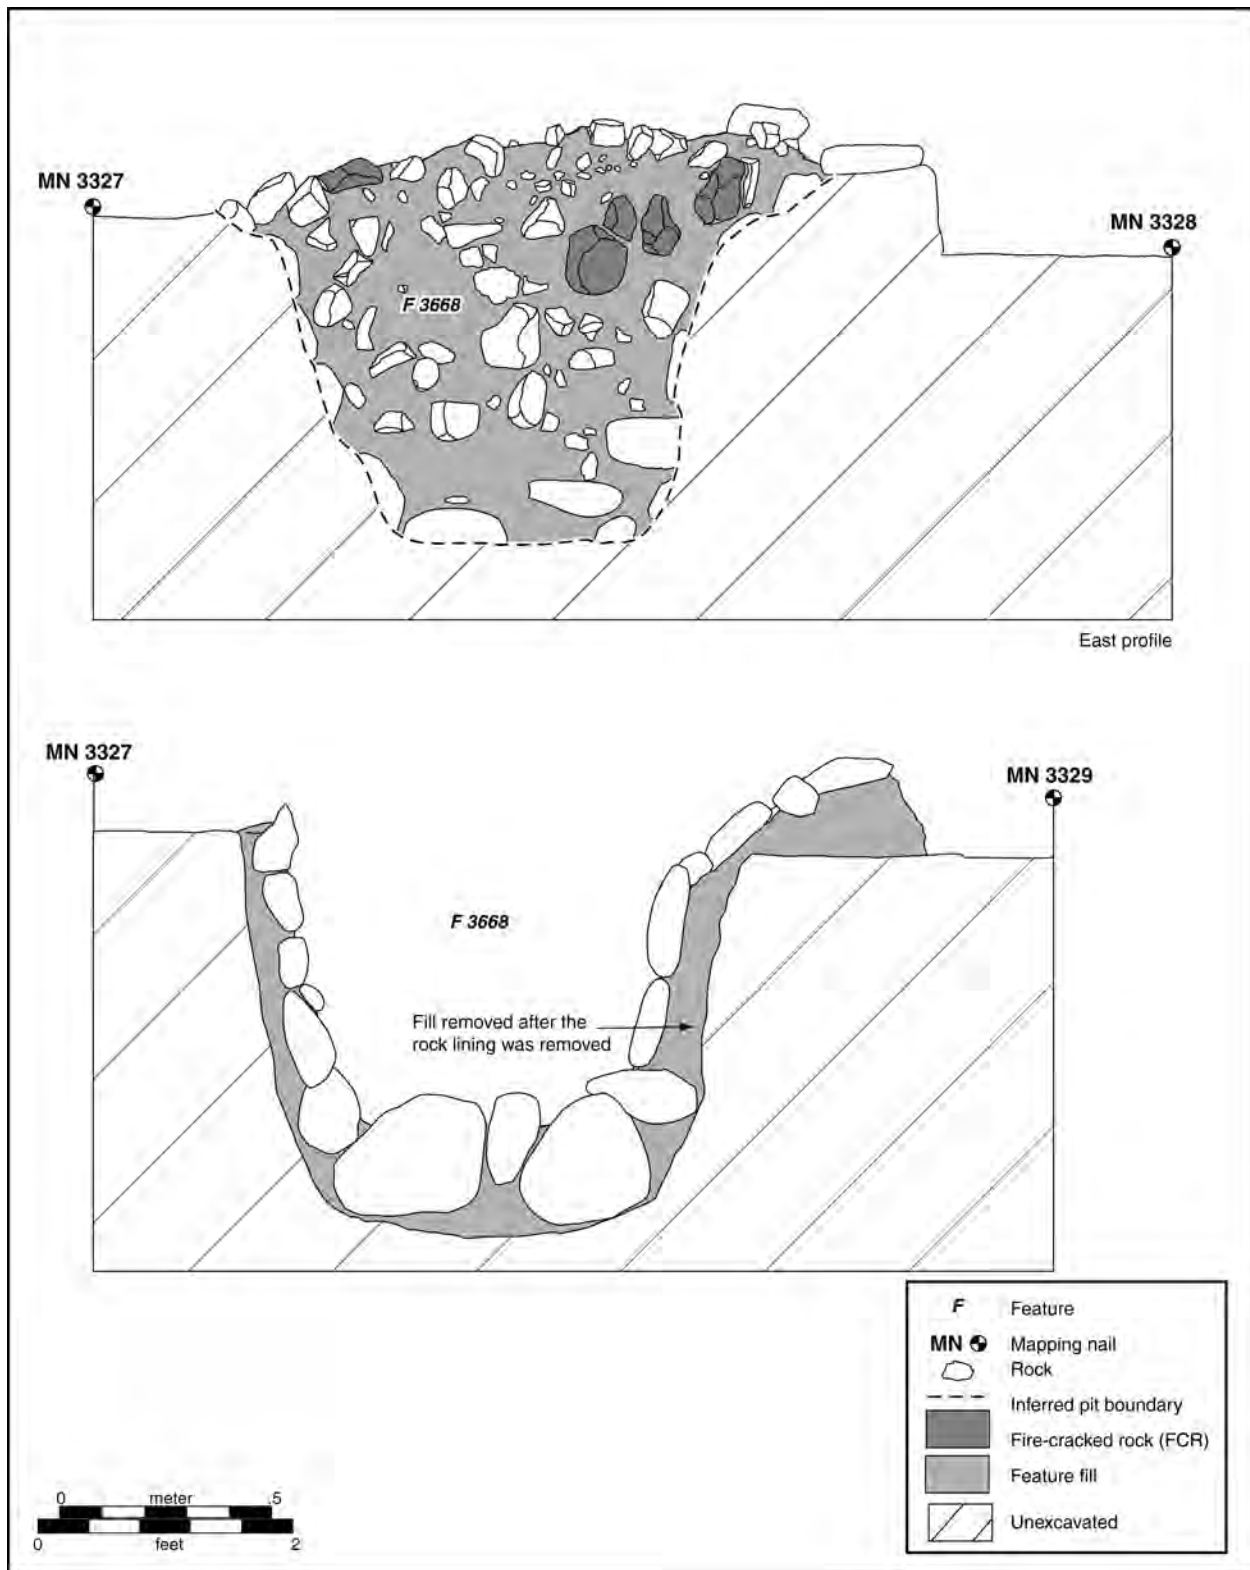 MN 3327
MN 3328
F 3668
East profile
MN 3327
MN 3329
F 3668
Fill removed after the
rock lining was removed
F Feature
MN Mapping nail
Rock
Inferred pit boundary
Fire-cracked rock (FCR)
Feature fill
Unexcavated
0 meter .5
0 feet 2